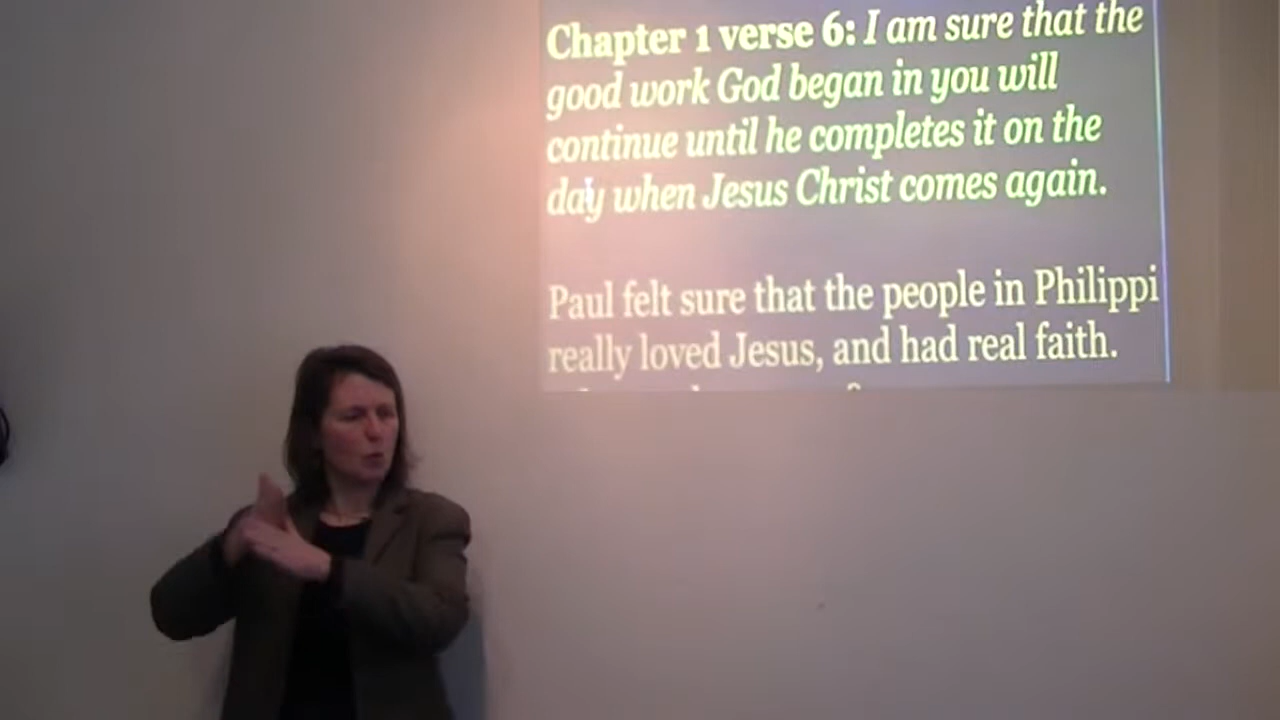 Chapter 1 verse 6: I am sure that the
good work God began in you will
continue until he completes it on the
day when Jesus Christ comes again.
Paul felt sure that the people in Philippi
really loved Jesus, and had real faith.